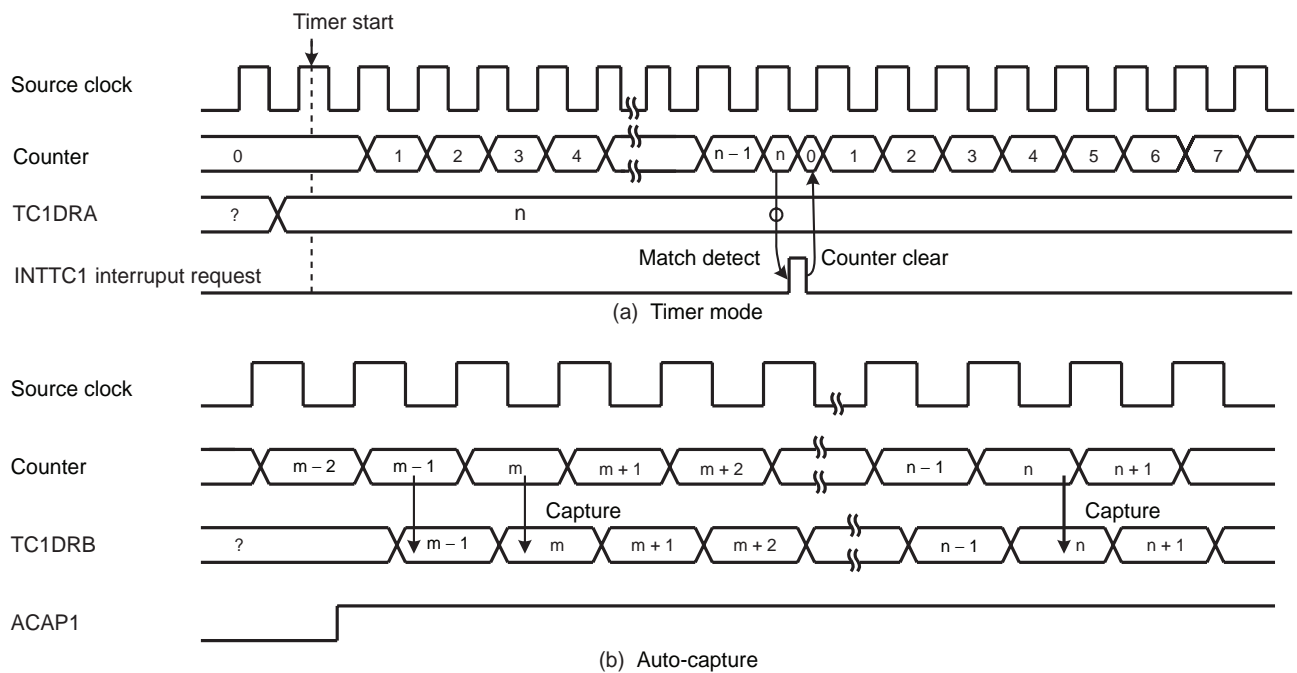 Timer start
Source clock
Counter
0 1 2 3 4 n – 1 n 0 1 2 3 4 5 6 7
TC1DRA
? n
Match detect Counter clear
INTTC1 interruput request
(a) Timer mode
Source clock
Counter
m – 2 m – 1 m m + 1 m + 2 n – 1 n n + 1
Capture Capture
TC1DRB
? m – 1 m m + 1 m + 2 n – 1 n n + 1
ACAP1
(b) Auto-capture